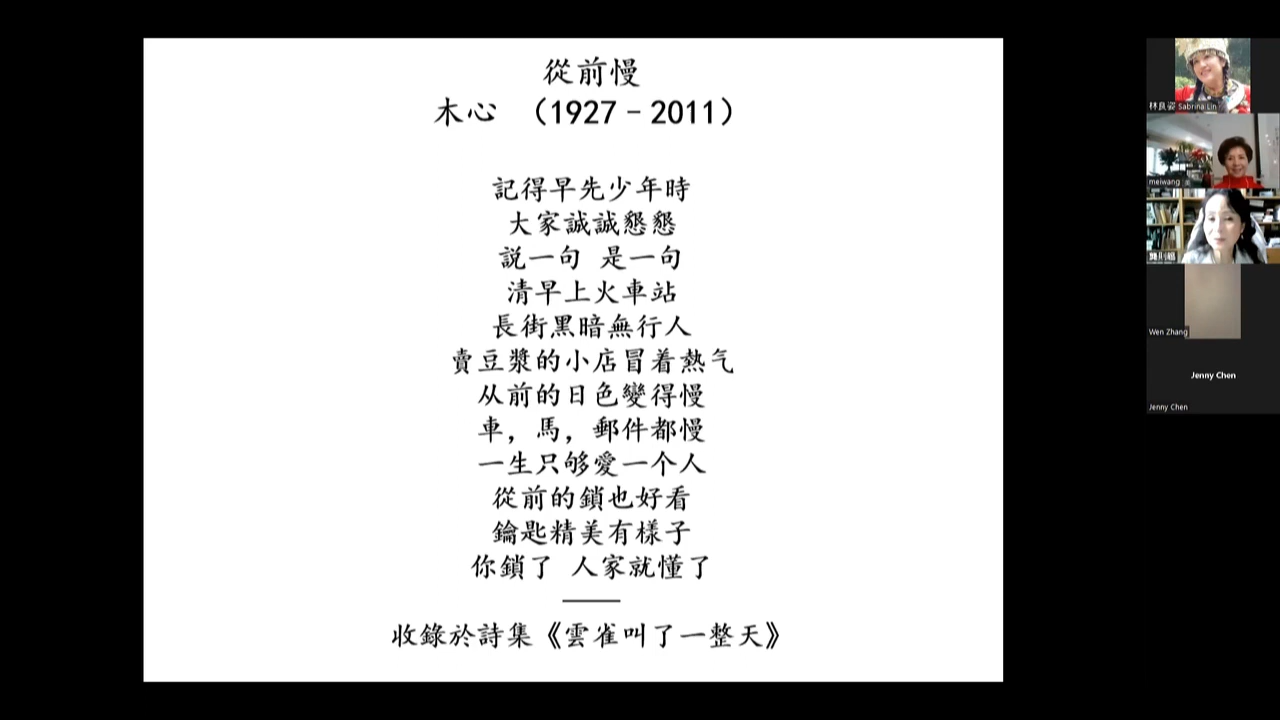 從前慢
木心 （1927–2011）
記得早先少年時
大家誠誠懇懇
説一句 是一句
清早上火車站
長街黑暗無行人
賣豆漿的小店冒着熱气
从前的日色變得慢
車，馬，郵件都慢
一生只够愛一个人
從前的鎖也好看
鑰匙精美有樣子
你鎖了 人家就懂了
收錄於詩集《雲雀叫了一整天》
林良姿 Sabrina Lin
meiwang
Wen Zhang
Jenny Chen
Jenny Chen